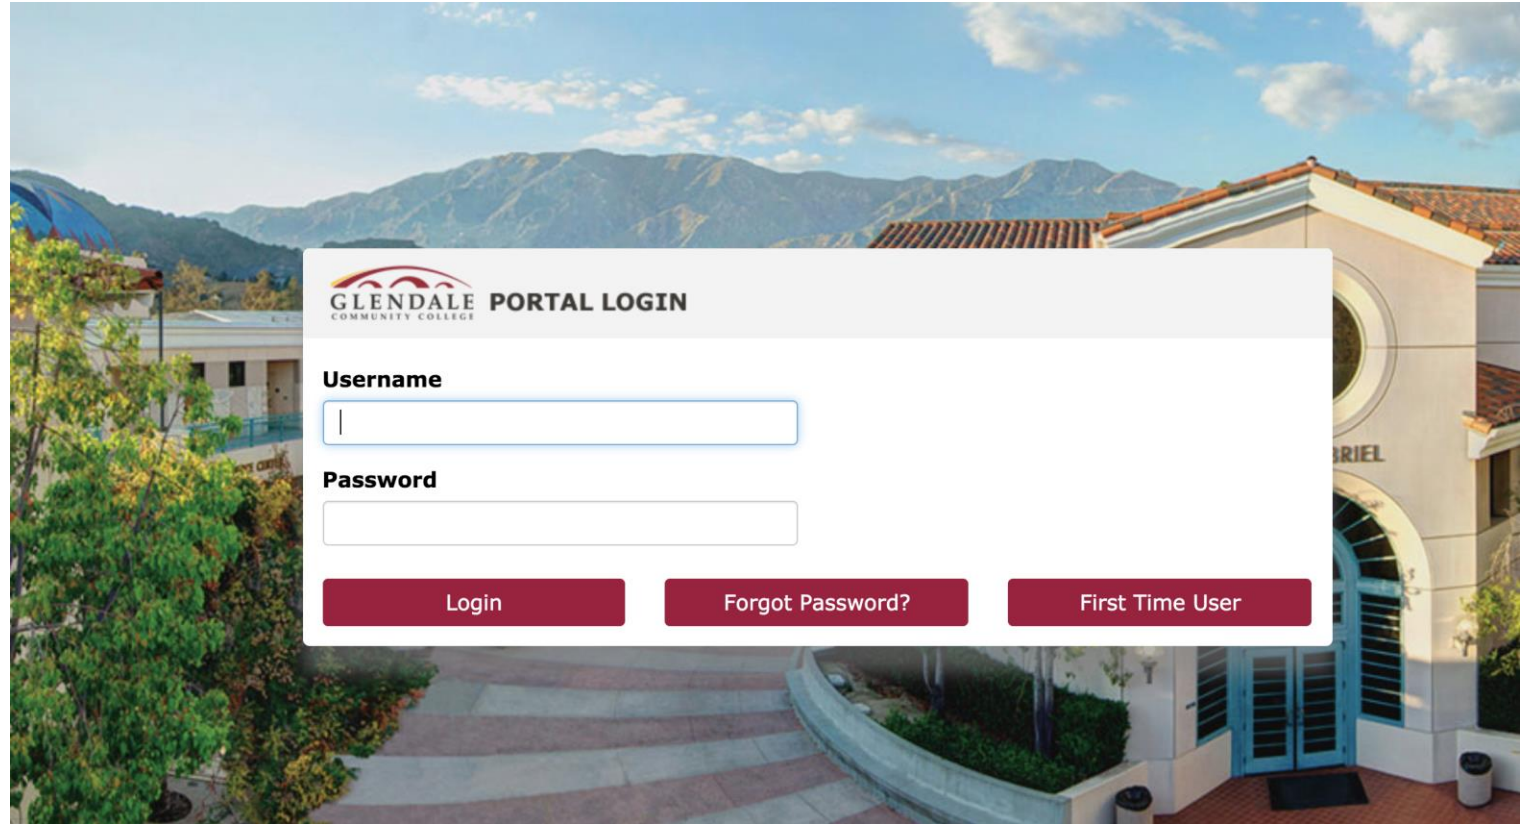 GLENDALE
COMMUNITY COLLEGE
PORTAL LOGIN
Username
Password
Login
Forgot Password?
First Time User
BRIEL